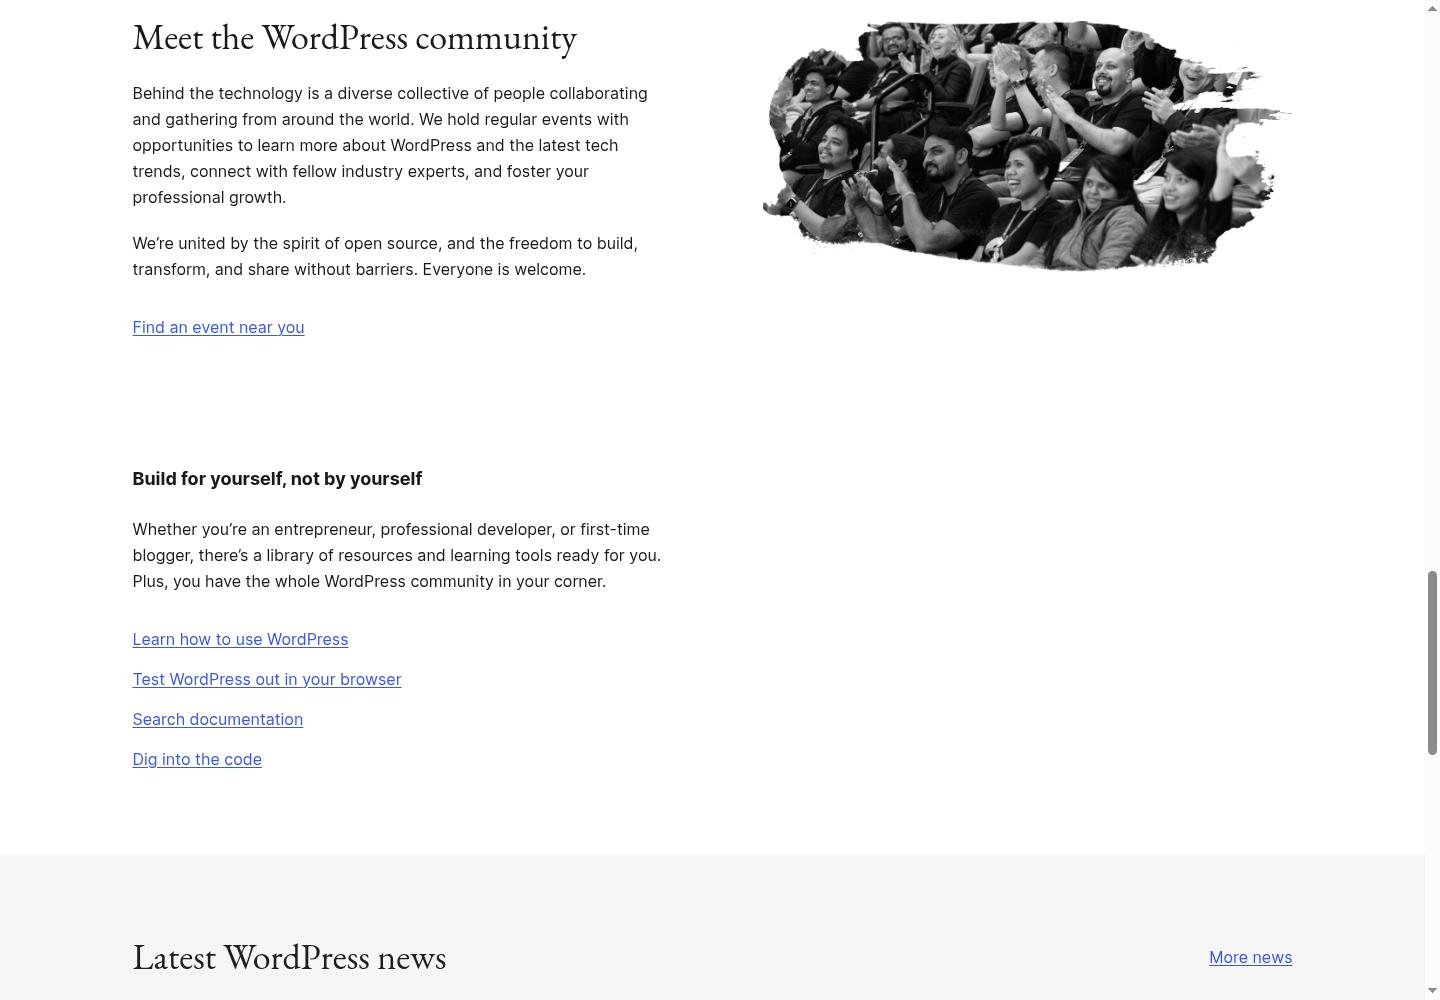 Meet the WordPress community
Behind the technology is a diverse collective of people collaborating
and gathering from around the world. We hold regular events with
opportunities to learn more about WordPress and the latest tech
trends, connect with fellow industry experts, and foster your
professional growth.
We’re united by the spirit of open source, and the freedom to build,
transform, and share without barriers. Everyone is welcome.
Find an event near you
Build for yourself, not by yourself
Whether you’re an entrepreneur, professional developer, or first-time
blogger, there’s a library of resources and learning tools ready for you.
Plus, you have the whole WordPress community in your corner.
Learn how to use WordPress
Test WordPress out in your browser
Search documentation
Dig into the code
Latest WordPress news
More news